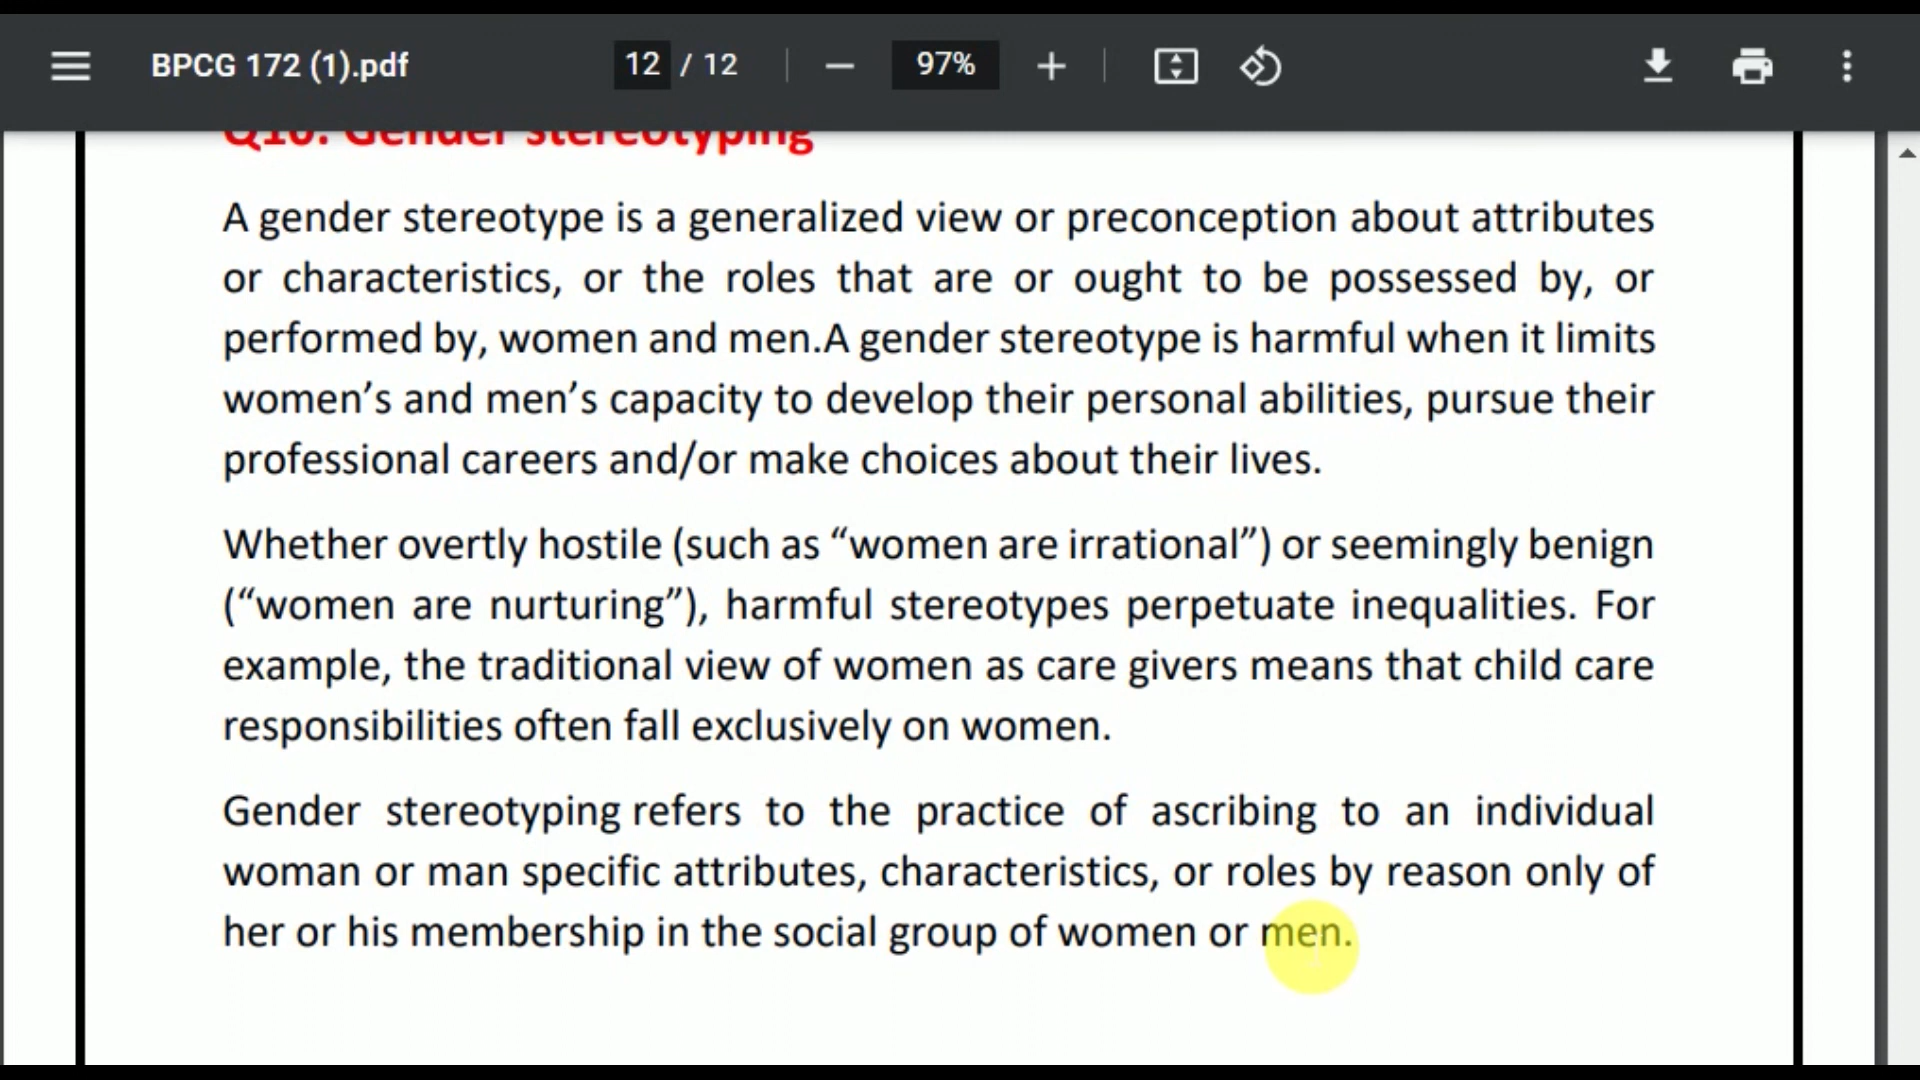 BPCG 172 (1).pdf 12 / 12 97%
Q10. Gender stereotyping
A gender stereotype is a generalized view or preconception about attributes
or characteristics, or the roles that are or ought to be possessed by, or
performed by, women and men.A gender stereotype is harmful when it limits
women’s and men’s capacity to develop their personal abilities, pursue their
professional careers and/or make choices about their lives.
Whether overtly hostile (such as “women are irrational”) or seemingly benign
(“women are nurturing”), harmful stereotypes perpetuate inequalities. For
example, the traditional view of women as care givers means that child care
responsibilities often fall exclusively on women.
Gender stereotyping refers to the practice of ascribing to an individual
woman or man specific attributes, characteristics, or roles by reason only of
her or his membership in the social group of women or men.